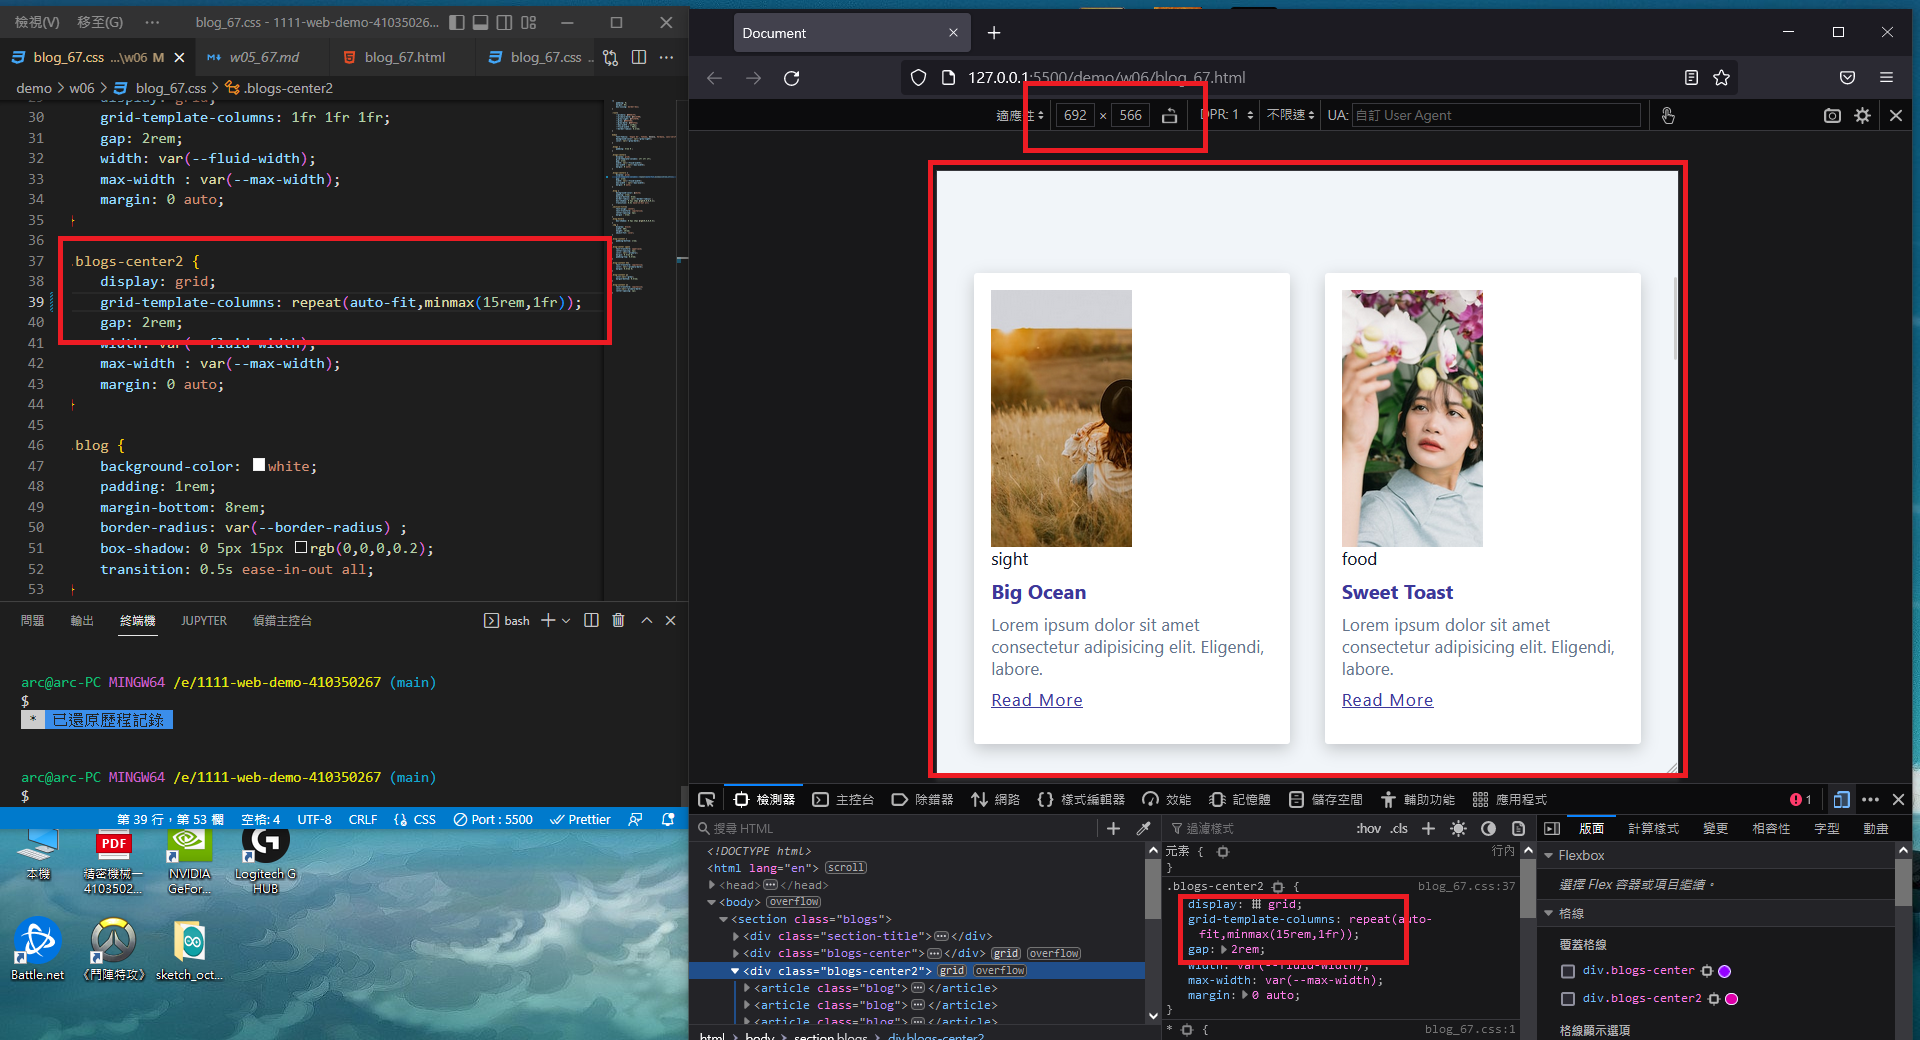 檢視(V) 移至(G) ··· blog_67.css - 1111-web-demo-41035026...
blog_67.css ...\w06 M w05_67.md blog_67.html blog_67.css ..
demo > w06 > blog_67.css > .blogs-center2
30 grid-template-columns: 1fr 1fr 1fr;
31 gap: 2rem;
32 width: var(--fluid-width);
33 max-width : var(--max-width);
34 margin: 0 auto;
35 }
36
37 .blogs-center2 {
38 display: grid;
39 grid-template-columns: repeat(auto-fit,minmax(15rem,1fr));
40 gap: 2rem;
41 width: var(--fluid-width);
42 max-width : var(--max-width);
43 margin: 0 auto;
44 }
45
46 .blog {
47 background-color: white;
48 padding: 1rem;
49 margin-bottom: 8rem;
50 border-radius: var(--border-radius) ;
51 box-shadow: 0 5px 15px rgb(0,0,0,0.2);
52 transition: 0.5s ease-in-out all;
53 }
問題 輸出 終端機 JUPYTER 偵錯主控台 bash
arc@arc-PC MINGW64 /e/1111-web-demo-410350267 (main)
$
* 已還原歷程記錄
arc@arc-PC MINGW64 /e/1111-web-demo-410350267 (main)
$
第 39 行，第 53 欄 空格: 4 UTF-8 CRLF CSS Port : 5500 Prettier
PDF
本機 精密機械一 4103502... NVIDIA GeFor... Logitech G HUB
Battle.net 《鬥陣特攻》 sketch_oct...
Document
127.0.0.1:5500/demo/w06/blog_67.html
適應性 692 × 566 DPR: 1 不限速 UA: 自訂 User Agent
sight
Big Ocean
Lorem ipsum dolor sit amet
consectetur adipisicing elit. Eligendi,
labore.
Read More
food
Sweet Toast
Lorem ipsum dolor sit amet
consectetur adipisicing elit. Eligendi,
labore.
Read More
檢測器 主控台 除錯器 網路 樣式編輯器 效能 記憶體 儲存空間 輔助功能 應用程式 1
搜尋 HTML
<!DOCTYPE html>
<html lang="en"> scroll
<head> ··· </head>
<body> overflow
<section class="blogs">
<div class="section-title"> ··· </div>
<div class="blogs-center"> ··· </div> grid overflow
<div class="blogs-center2"> grid overflow
<article class="blog"> ··· </article>
<article class="blog"> ··· </article>
<article class="blog"> ··· </article>
html > body > section.blogs > div.blogs-center2
過濾樣式 :hov .cls +
元素 { 行內
}
.blogs-center2 { blog_67.css:37
display: grid;
grid-template-columns: repeat(auto-
fit,minmax(15rem,1fr));
gap: 2rem;
width: var(--fluid-width);
max-width: var(--max-width);
margin: 0 auto;
}
* { blog_67.css:1
版面 計算樣式 變更 相容性 字型 動畫
Flexbox
選擇 Flex 容器或項目繼續。
格線
覆蓋格線
div.blogs-center
div.blogs-center2
格線顯示選項